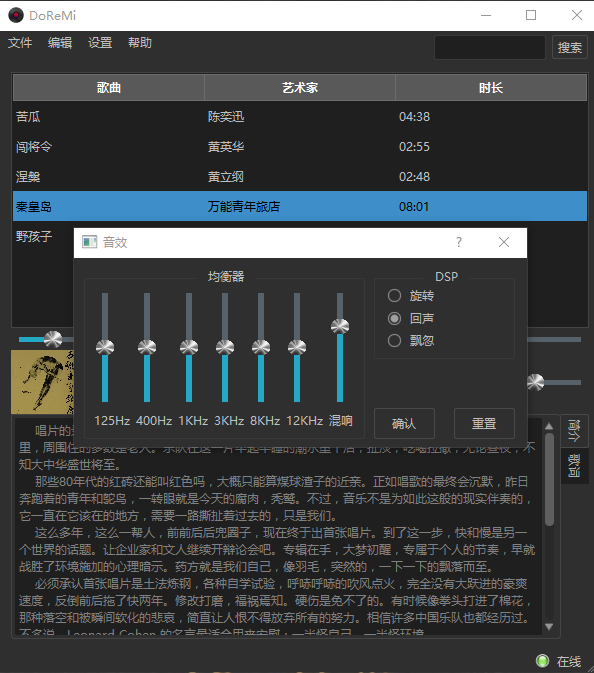 DoReMi
文件 编辑 设置 帮助
搜索
歌曲 艺术家 时长
苦瓜 陈奕迅 04:38
闯将令 黄英华 02:55
涅槃 黄立纲 02:48
秦皇岛 万能青年旅店 08:01
野孩子
音效 ?
均衡器
DSP
旋转
回声
飘忽
125Hz 400Hz 1KHz 3KHz 8KHz 12KHz 混响
确认 重置
唱片的
里，周围住的多数是老人。乐队在这一片半起半睡的潮水里牛活，扯淡，吃喝拉撒，无论昼夜，不
知大中华盛世将至。
那些80年代的红砖还能叫红色吗，大概只能算煤球渣子的近亲。正如唱歌的最终会沉默，昨日
奔跑着的青年和鸵鸟，一转眼就是今天的腐肉，秃鹫。不过，音乐不是为如此这般的现实伴奏的，
它一直在它该在的地方，需要一路撕扯着过去的，只是我们。
这么多年，这么一帮人，前前后后兜圈子，现在终于出首张唱片。到了这一步，快和慢是另一
个世界的话题。让企业家和文人继续开辩论会吧。专辑在手，大梦初醒，专属于个人的节奏，早就
战胜了环境施加的心理暗示。药方就是我们自己，像羽毛，突然的，一下一下的飘落而至。
必须承认首张唱片是土法炼钢，各种自学试验，呼哧呼哧的吹风点火，完全没有大跃进的豪爽
速度，反倒前后拖了快两年。修改打磨，福祸焉知。硬伤是免不了的。有时候像拳头打进了棉花，
那种落空和被瞬间软化的悲哀，简直让人恨不得放弃所有的努力。相信许多中国乐队也都经历过。
不多说，Leonard Cohen 的名言最适合用来安慰：一半怪自己，一半怪环境
简介
歌词
在线